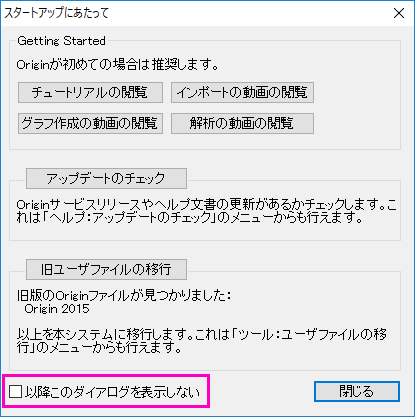 スタートアップにあたって
Getting Started
Originが初めての場合は推奨します。
チュートリアルの閲覧 インポートの動画の閲覧
グラフ作成の動画の閲覧 解析の動画の閲覧
アップデートのチェック
Originサービスリリースやヘルプ文書の更新があるかチェックします。こ
れは「ヘルプ：アップデートのチェック」のメニューからも行えます。
旧ユーザファイルの移行
旧版のOriginファイルが見つかりました：
Origin 2015
以上を本システムに移行します。これは「ツール：ユーザファイルの移
行」のメニューからも行えます。
以降このダイアログを表示しない 閉じる